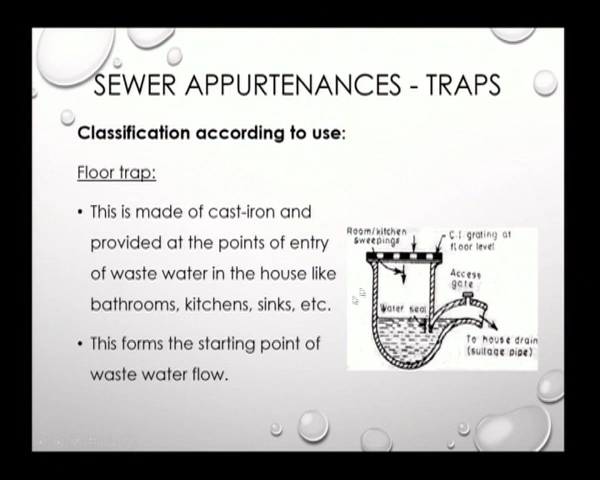 SEWER APPURTENANCES - TRAPS
Classification according to use:
Floor trap:
• This is made of cast-iron and
provided at the points of entry
of waste water in the house like
bathrooms, kitchens, sinks, etc.
• This forms the starting point of
waste water flow.
Room/kitchen
sweepings
C.I. grating at
floor level
Access
gate
Water seal
To house drain
(sullage pipe)